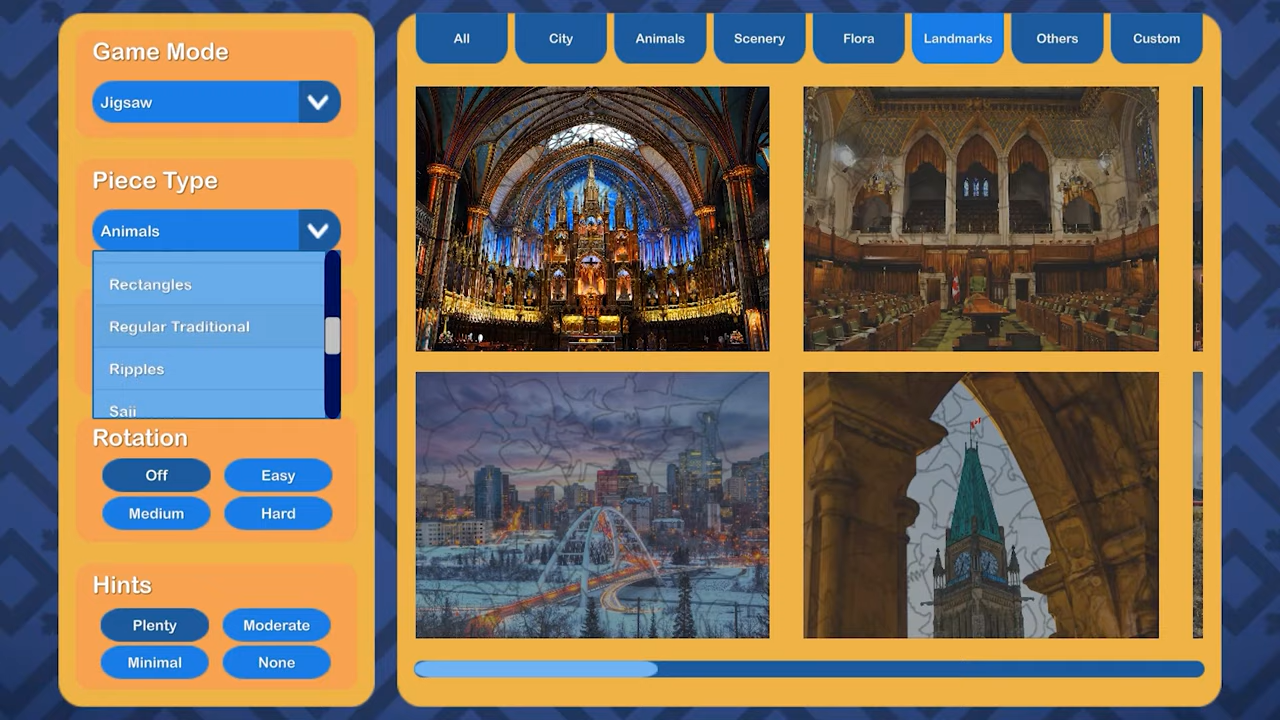 Game Mode
Jigsaw
Piece Type
Animals
Rectangles
Regular Traditional
Ripples
Saji
Rotation
Off
Easy
Medium
Hard
Hints
Plenty
Moderate
Minimal
None
All
City
Animals
Scenery
Flora
Landmarks
Others
Custom